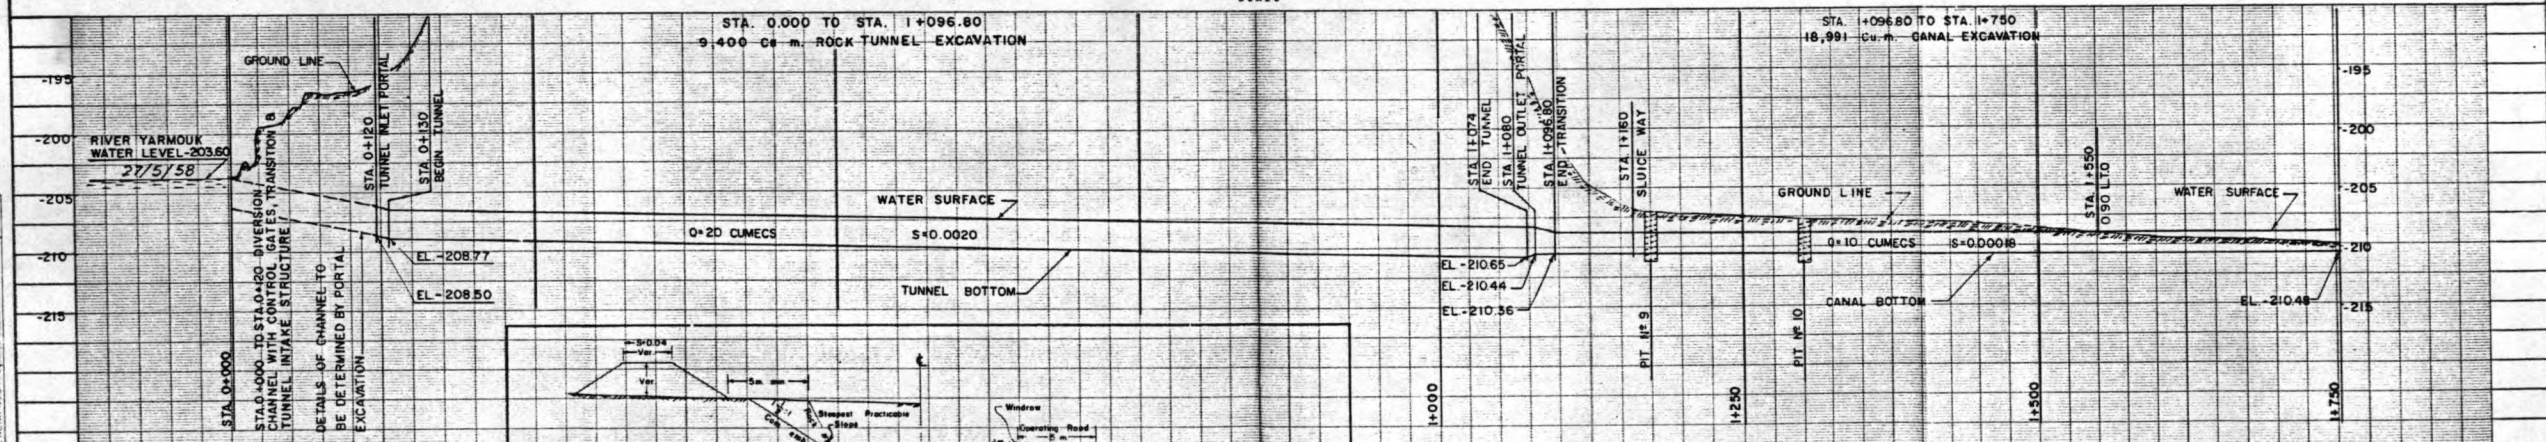 STA. 0.000 TO STA. 1+096.80
9,400 Cu m. ROCK TUNNEL EXCAVATION
STA. 1+096.80 TO STA. 1+750
18,991 Cu. m. CANAL EXCAVATION
-195
-200
-205
-210
-215
GROUND LINE
RIVER YARMOUK
WATER LEVEL-203.60
27/5/58
STA. 0+000
STA.0+000 TO STA.0+120 DIVERSION
CHANNEL WITH CONTROL GATES, TRANSITION &
TUNNEL INTAKE STRUCTURE
DETAILS OF CHANNEL TO
BE DETERMINED BY PORTAL
EXCAVATION
STA. 0+120
TUNNEL INLET PORTAL
STA. 0+130
BEGIN TUNNEL
EL.-208.77
EL-208.50
WATER SURFACE
Q=20 CUMECS
S=0.0020
TUNNEL BOTTOM
STA. 1+074
END TUNNEL
STA. 1+080
TUNNEL OUTLET PORTAL
STA. 1+096.80
END TRANSITION
STA. 1+160
SLUICE WAY
EL-210.65
EL.-210.44
EL.-210.36
PIT Nº 9
PIT Nº 10
GROUND LINE
Q=10 CUMECS
S=0.00018
CANAL BOTTOM
STA. 1+550
0.90 L.T.O
WATER SURFACE
EL.-210.48
-195
-200
-205
-210
-215
1+000
1+250
1+500
1+750
S=0.04
Var.
Var.
5m. min
Steepest Practicable
Slope
Windrow
Operating Road